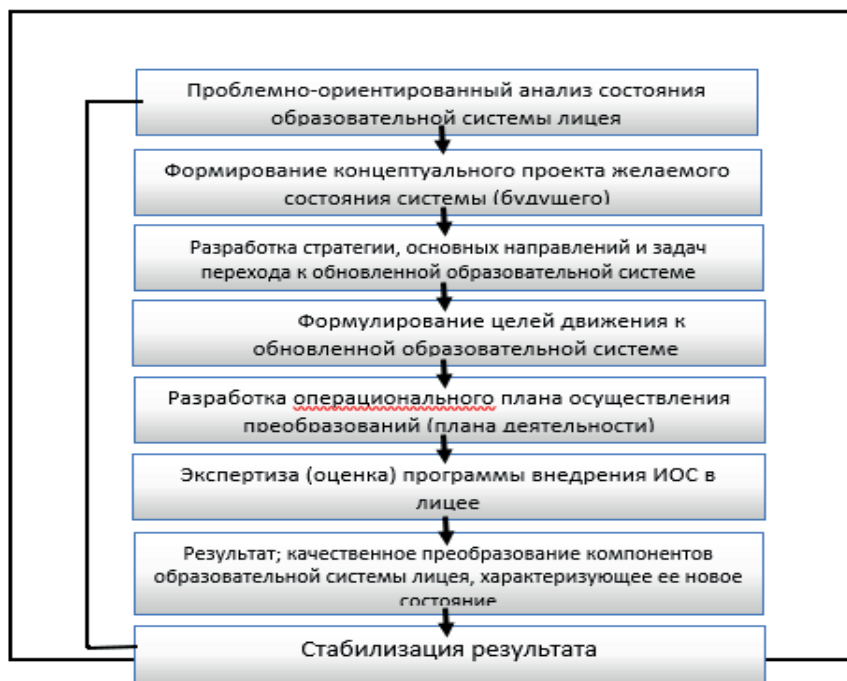 Проблемно-ориентированный анализ состояния
образовательной системы лицея
Формирование концептуального проекта желаемого
состояния системы (будущего)
Разработка стратегии, основных направлений и задач
перехода к обновленной образовательной системе
Формулирование целей движения к
обновленной образовательной системе
Разработка операционального плана осуществления
преобразований (плана деятельности)
Экспертиза (оценка) программы внедрения ИОС в
лицее
Результат; качественное преобразование компонентов
образовательной системы лицея, характеризующее ее новое
состояние
Стабилизация результата